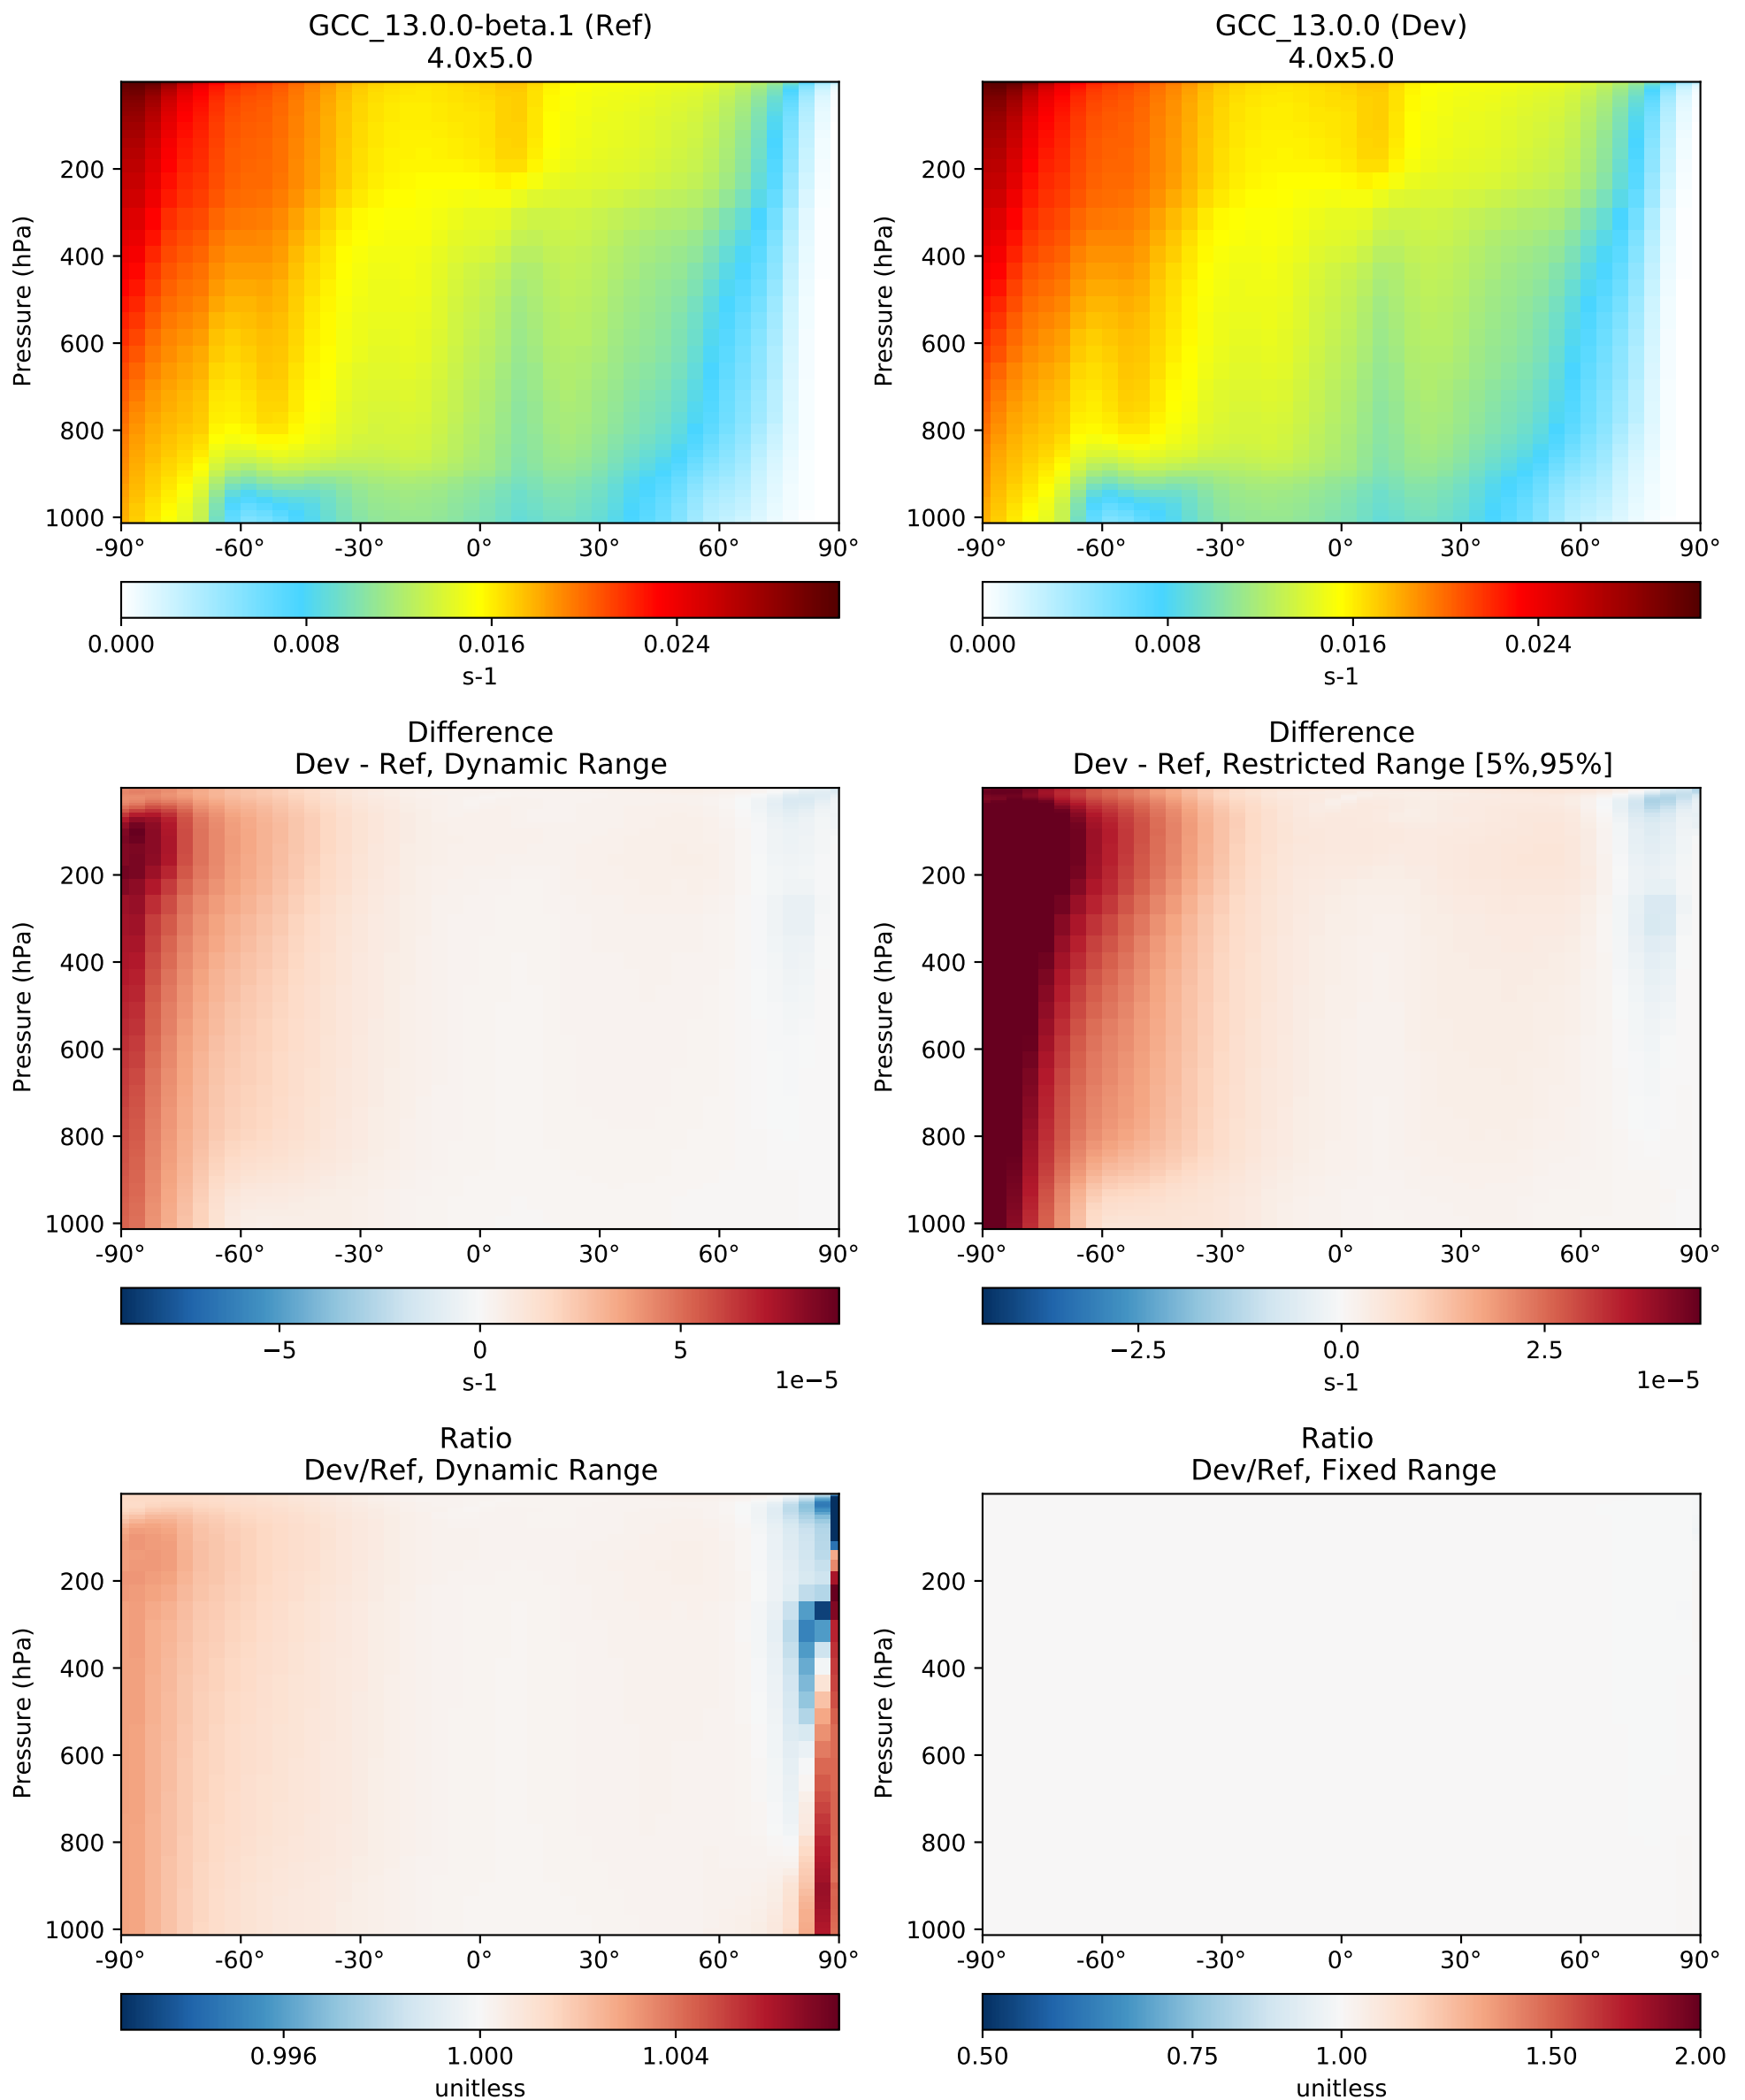 GCC_13.0.0-beta.1 (Ref)
4.0x5.0
GCC_13.0.0 (Dev)
4.0x5.0
Pressure (hPa)
200
400
600
800
1000
-90° -60° -30° 0° 30° 60° 90°
0.000 0.008 0.016 0.024
s-1
Pressure (hPa)
200
400
600
800
1000
-90° -60° -30° 0° 30° 60° 90°
0.000 0.008 0.016 0.024
s-1
Difference
Dev - Ref, Dynamic Range
Pressure (hPa)
200
400
600
800
1000
-90° -60° -30° 0° 30° 60° 90°
−5 0 5
s-1
1e−5
Difference
Dev - Ref, Restricted Range [5%,95%]
Pressure (hPa)
200
400
600
800
1000
-90° -60° -30° 0° 30° 60° 90°
−2.5 0.0 2.5
s-1
1e−5
Ratio
Dev/Ref, Dynamic Range
Pressure (hPa)
200
400
600
800
1000
-90° -60° -30° 0° 30° 60° 90°
0.996 1.000 1.004
unitless
Ratio
Dev/Ref, Fixed Range
Pressure (hPa)
200
400
600
800
1000
-90° -60° -30° 0° 30° 60° 90°
0.50 0.75 1.00 1.50 2.00
unitless